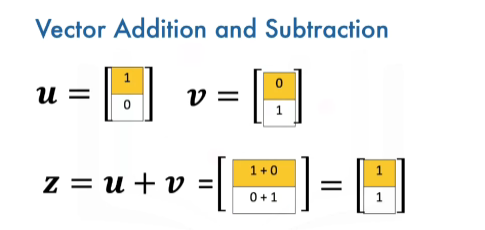 Vector Addition and Subtraction
u = [1 0] v = [0 1]
z = u + v = [1+0 0+1] = [1 1]